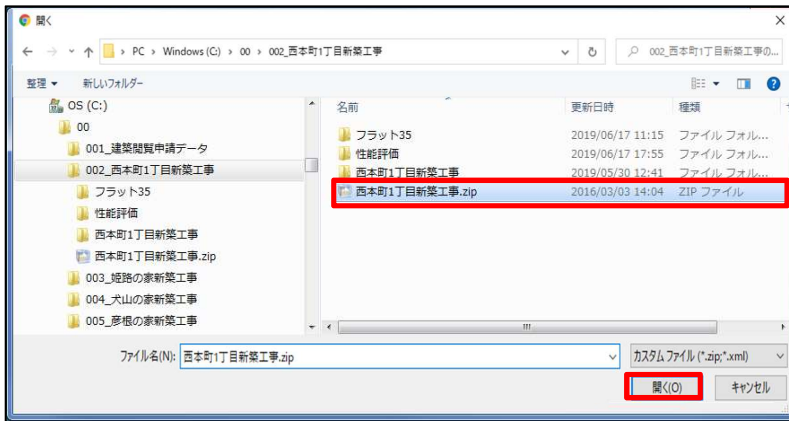 開く
PC › Windows (C:) › 00 › 002_西本町1丁目新築工事
002_西本町1丁目新築工事の...
整理
新しいフォルダー
OS (C:)
00
001_建築閲覧申請データ
002_西本町1丁目新築工事
フラット35
性能評価
西本町1丁目新築工事
西本町1丁目新築工事.zip
003_姫路の家新築工事
004_犬山の家新築工事
005_彦根の家新築工事
名前 更新日時 種類
フラット35 2019/06/17 11:15 ファイル フォル...
性能評価 2019/06/17 17:55 ファイル フォル...
西本町1丁目新築工事 2019/05/30 12:41 ファイル フォル...
西本町1丁目新築工事.zip 2016/03/03 14:04 ZIP ファイル
ファイル名(N): 西本町1丁目新築工事.zip
カスタム ファイル (*.zip;*.xml)
開く(O)
キャンセル